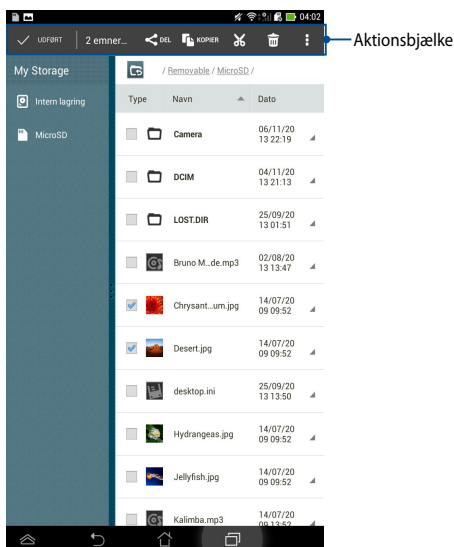 04:02
UDFØRT 2 emner... DEL KOPIER
Aktionsbjælke
My Storage
/ Removable / MicroSD /
Intern lagring
MicroSD
Type Navn Dato
Camera 06/11/20
13 22:19
DCIM 04/11/20
13 21:13
LOST.DIR 25/09/20
13 01:51
Bruno M...de.mp3 02/08/20
13 13:47
Chrysant...um.jpg 14/07/20
09 09:52
Desert.jpg 14/07/20
09 09:52
desktop.ini 25/09/20
13 13:50
Hydrangeas.jpg 14/07/20
09 09:52
Jellyfish.jpg 14/07/20
09 09:52
Kalimba.mp3 14/07/20
09 13:52